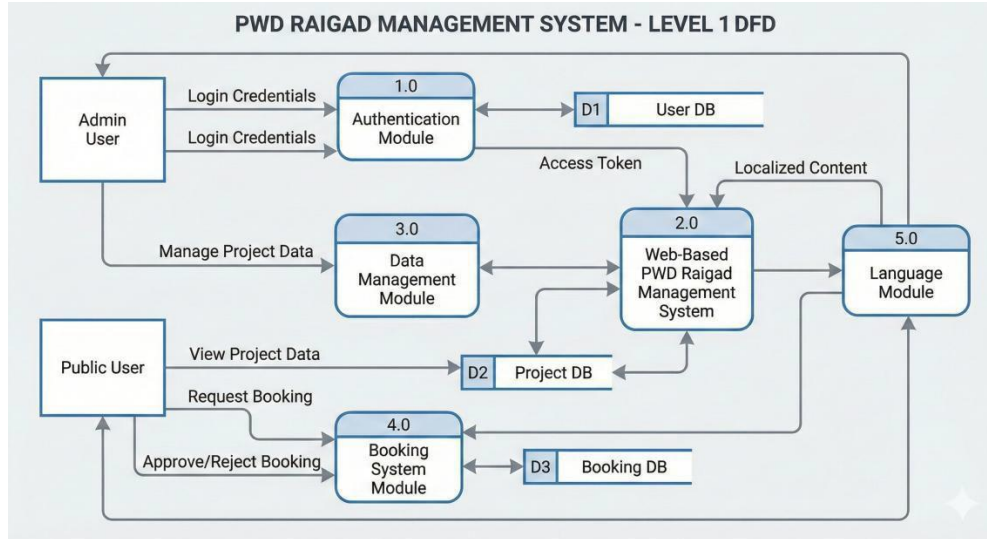 PWD RAIGAD MANAGEMENT SYSTEM - LEVEL 1 DFD
Admin
User
Login Credentials
Login Credentials
1.0
Authentication
Module
D1 User DB
Access Token
Localized Content
Manage Project Data
3.0
Data
Management
Module
2.0
Web-Based
PWD Raigad
Management
System
5.0
Language
Module
Public User
View Project Data
D2 Project DB
Request Booking
Approve/Reject Booking
4.0
Booking
System
Module
D3 Booking DB